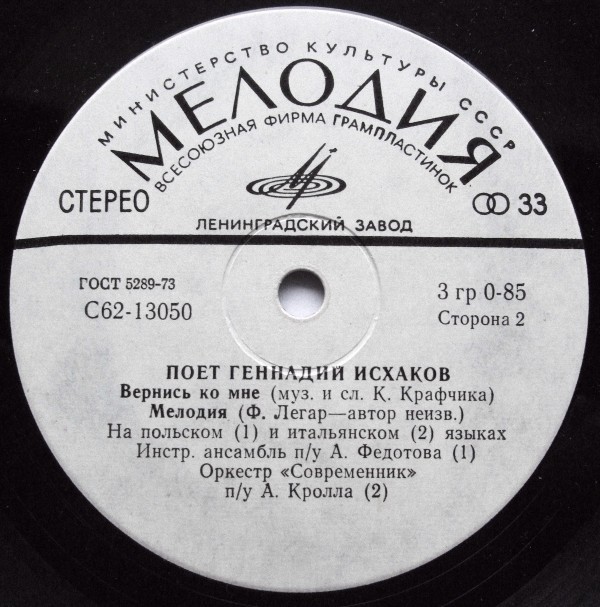 МИНИСТЕРСТВО КУЛЬТУРЫ СССР
МЕЛОДИЯ
ВСЕСОЮЗНАЯ ФИРМА ГРАМПЛАСТИНОК
СТЕРЕО
33
ЛЕНИНГРАДСКИЙ ЗАВОД
ГОСТ 5289-73
С62-13050
3 гр 0-85
Сторона 2
ПОЕТ ГЕННАДИЙ ИСХАКОВ
Вернись ко мне (муз. и сл. К. Крафчика)
Мелодия (Ф. Легар—автор неизв.)
На польском (1) и итальянском (2) языках
Инстр. ансамбль п/у А. Федотова (1)
Оркестр «Современник»
п/у А. Кролла (2)